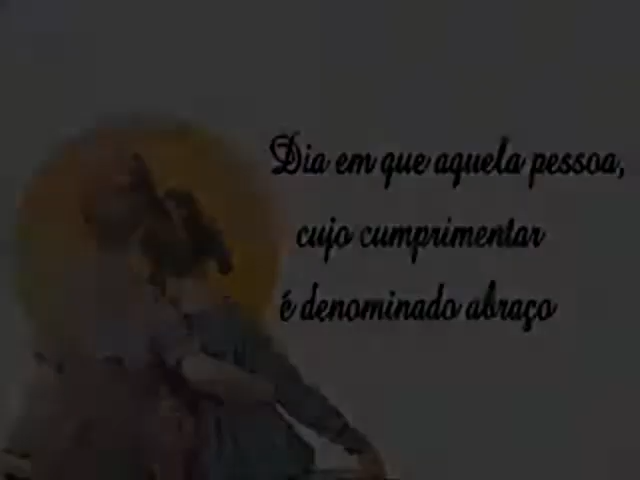 Dia em que aquela pessoa,
cujo cumprimentar
é denominado abraço